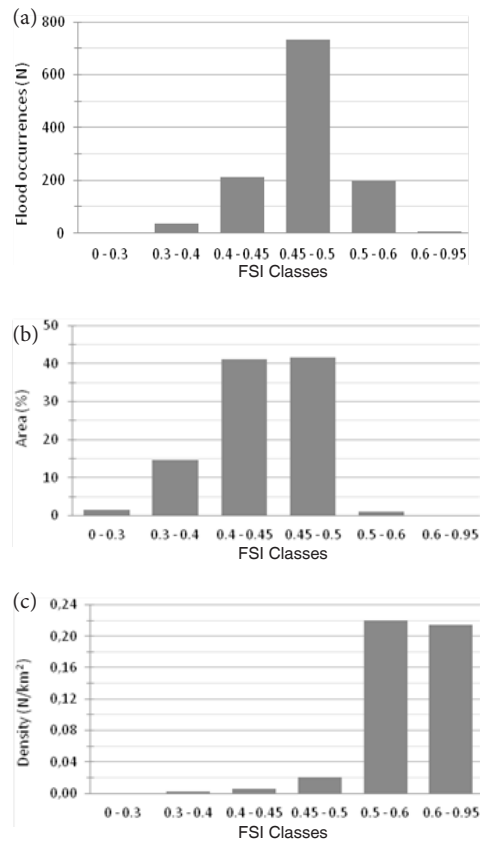 (a)
Flood occurrences (N)
800
600
400
200
0
0 - 0.3 0.3 - 0.4 0.4 - 0.45 0.45 - 0.5 0.5 - 0.6 0.6 - 0.95
FSI Classes
(b)
Area (%)
50
40
30
20
10
0
0 - 0.3 0.3 - 0.4 0.4 - 0.45 0.45 - 0.5 0.5 - 0.6 0.6 - 0.95
FSI Classes
(c)
Density (N/km²)
0,24
0,20
0,16
0,12
0,08
0,04
0,00
0 - 0.3 0.3 - 0.4 0.4 - 0.45 0.45 - 0.5 0.5 - 0.6 0.6 - 0.95
FSI Classes